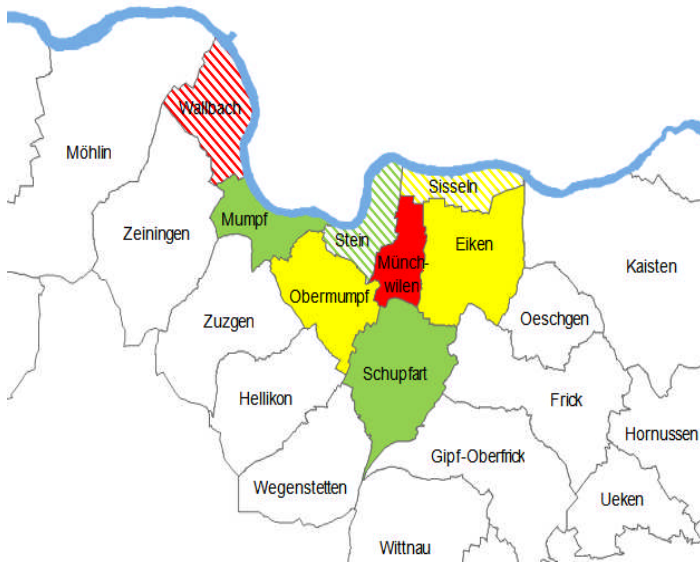 Wallbach
Möhlin
Sisseln
Mumpf
Zeiningen
Stein
Eiken
Münch-
wilen
Kaisten
Obermumpf
Zuzgen
Oeschgen
Schupfart
Hellikon
Frick
Hornussen
Gipf-Oberfrick
Wegenstetten
Ueken
Wittnau